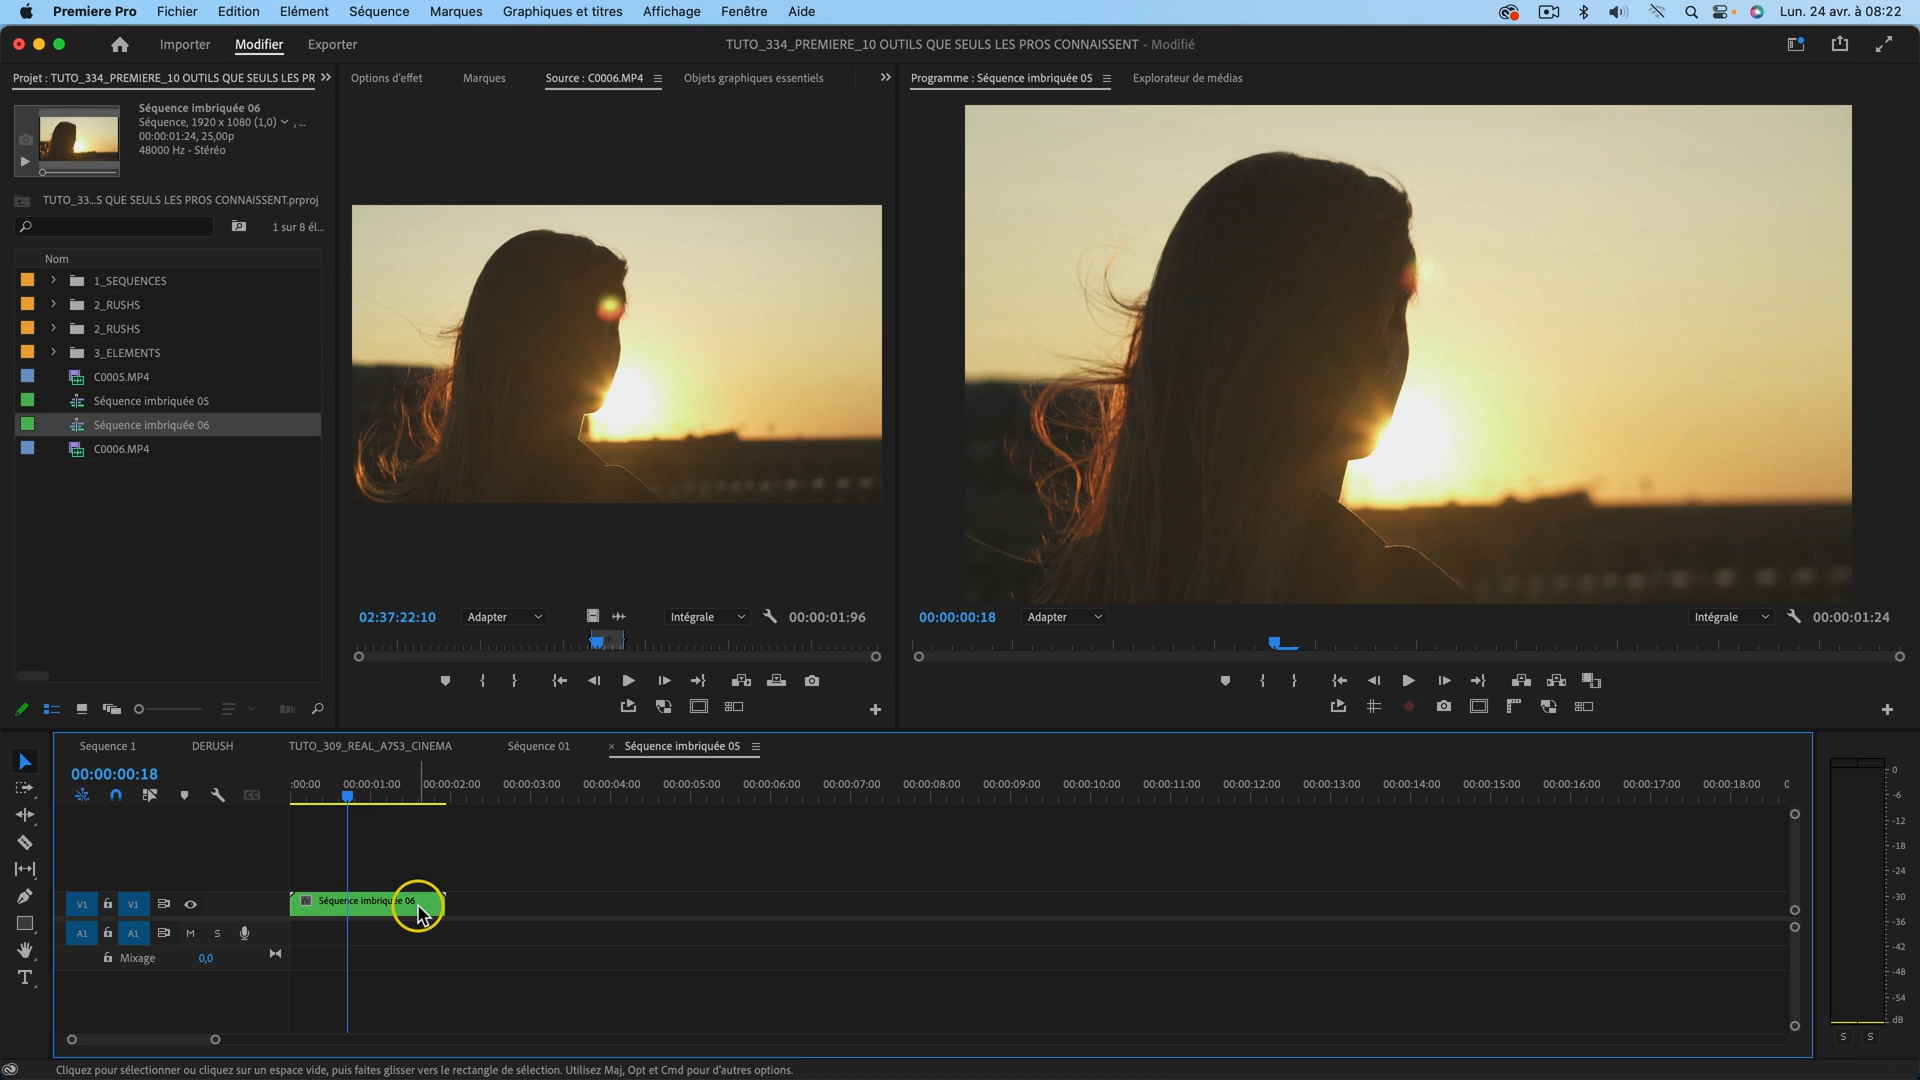 Premiere Pro Fichier Edition Elément Séquence Marques Graphiques et titres Affichage Fenêtre Aide Lun. 24 avr. à 08:22
Importer Modifier Exporter TUTO_334_PREMIERE_10 OUTILS QUE SEULS LES PROS CONNAISSENT - Modifié
Projet : TUTO_334_PREMIERE_10 OUTILS QUE SEULS LES PR Options d'effet Marques Source : C0006.MP4 Objets graphiques essentiels Programme : Séquence imbriquée 05 Explorateur de médias
Séquence imbriquée 06
Séquence, 1920 x 1080 (1,0) , ...
00:00:01:24, 25,00p
48000 Hz - Stéréo
TUTO_33...S QUE SEULS LES PROS CONNAISSENT.prproj
1 sur 8 él...
Nom
1_SEQUENCES
2_RUSHS
2_RUSHS
3_ELEMENTS
C0005.MP4
Séquence imbriquée 05
Séquence imbriquée 06
C0006.MP4
02:37:22:10 Adapter Intégrale 00:00:01:96
00:00:00:18 Adapter Intégrale 00:00:01:24
Sequence 1 DERUSH TUTO_309_REAL_A7S3_CINEMA Séquence 01 × Séquence imbriquée 05
00:00:00:18
:00:00 00:00:01:00 00:00:02:00 00:00:03:00 00:00:04:00 00:00:05:00 00:00:06:00 00:00:07:00 00:00:08:00 00:00:09:00 00:00:10:00 00:00:11:00 00:00:12:00 00:00:13:00 00:00:14:00 00:00:15:00 00:00:16:00 00:00:17:00 00:00:18:00
V1 V1 fx Séquence imbriquée 06
A1 A1 M S
Mixage 0,0
0
-6
-12
-18
-24
-30
-36
-42
-48
-54
dB
S S
Cliquez pour sélectionner ou cliquez sur un espace vide, puis faites glisser vers le rectangle de sélection. Utilisez Maj, Opt et Cmd pour d'autres options.